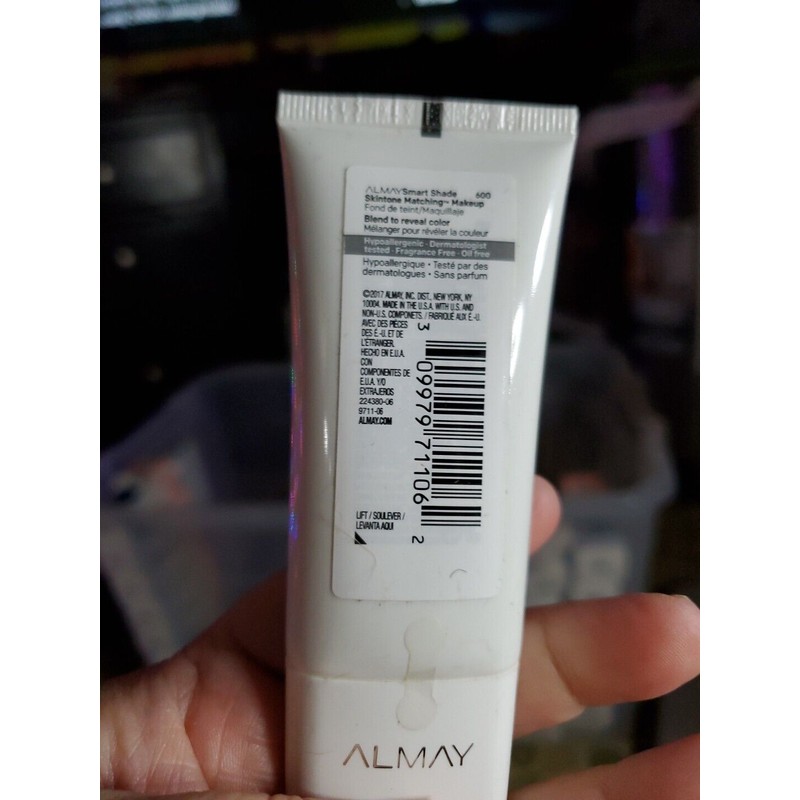 ALMAY Smart Shade 600
Skintone Matching™ Makeup
Fond de teint/Maquillaje
Blend to reveal color
Mélanger pour révéler la couleur
Hypoallergenic · Dermatologist
tested · Fragrance Free · Oil free
Hypoallergique · Testé par des
dermatologues · Sans parfum
©2017 ALMAY, INC. DIST., NEW YORK, NY
10004. MADE IN THE U.S.A. WITH U.S. AND
NON-U.S. COMPONETS. / FABRIQUÉ AUX É.-U.
AVEC DES PIÈCES
DES É.-U. ET DE
L'ÉTRANGER.
HECHO EN E.U.A.
CON
COMPONENTES DE
E.U.A. Y/O
EXTRAJEROS
224380-06
9711-06
ALMAY.COM
3 09979 71106 2
LIFT / SOULEVER /
LEVANTA AQUI
ALMAY